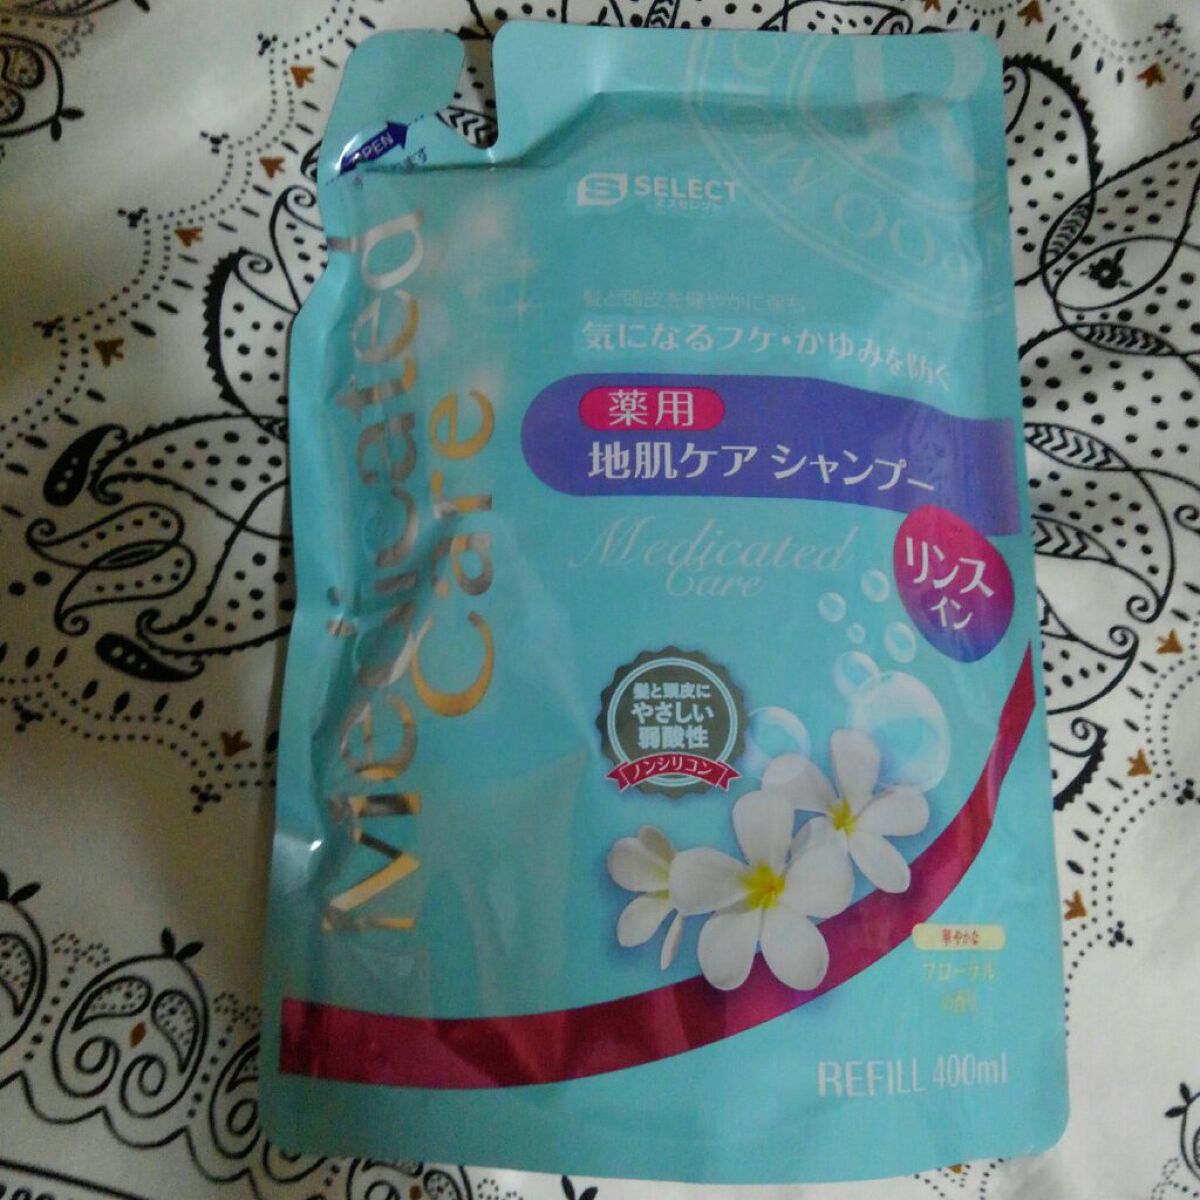 SELECT
エスセレクト
髪と頭皮を健やかに保ち
気になるフケ・かゆみを防ぐ
薬用
地肌ケア シャンプー
Medicated
Care
リンス
イン
髪と頭皮に
やさしい
弱酸性
ノンシリコン
華やかな
フローラル
の香り
REFILL 400ml
Medicated
Care